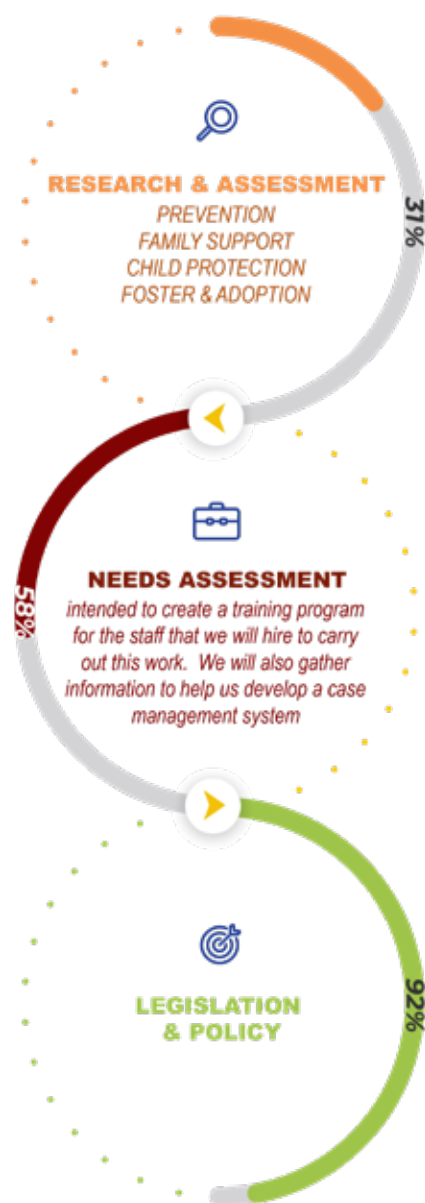 RESEARCH & ASSESSMENT
PREVENTION
FAMILY SUPPORT
CHILD PROTECTION
FOSTER & ADOPTION
31%
NEEDS ASSESSMENT
intended to create a training program
for the staff that we will hire to carry
out this work. We will also gather
information to help us develop a case
management system
58%
LEGISLATION
& POLICY
92%